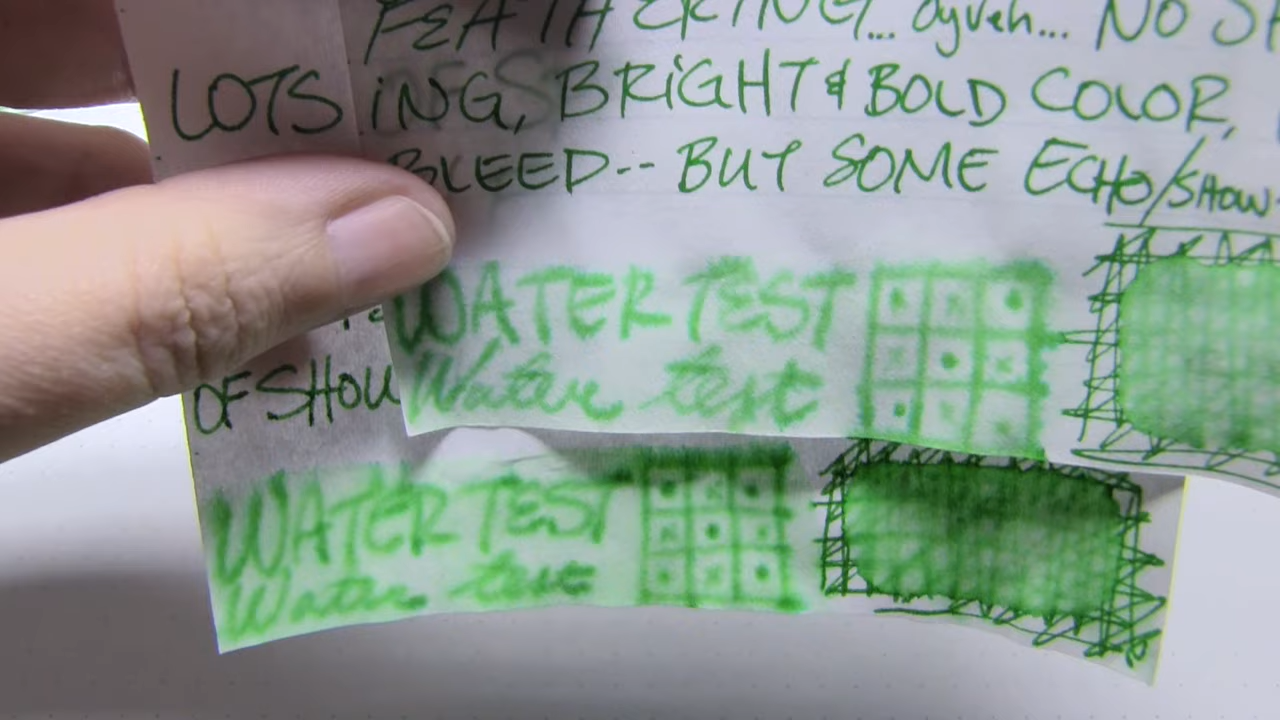 FEATHERING... oyveh... NO
LOTS
ING, BRIGHT & BOLD COLOR,
BLEED-- BUT SOME ECHO/SHOW-
WATER TEST
Water test
OF SHOW
WATER TEST
Water test